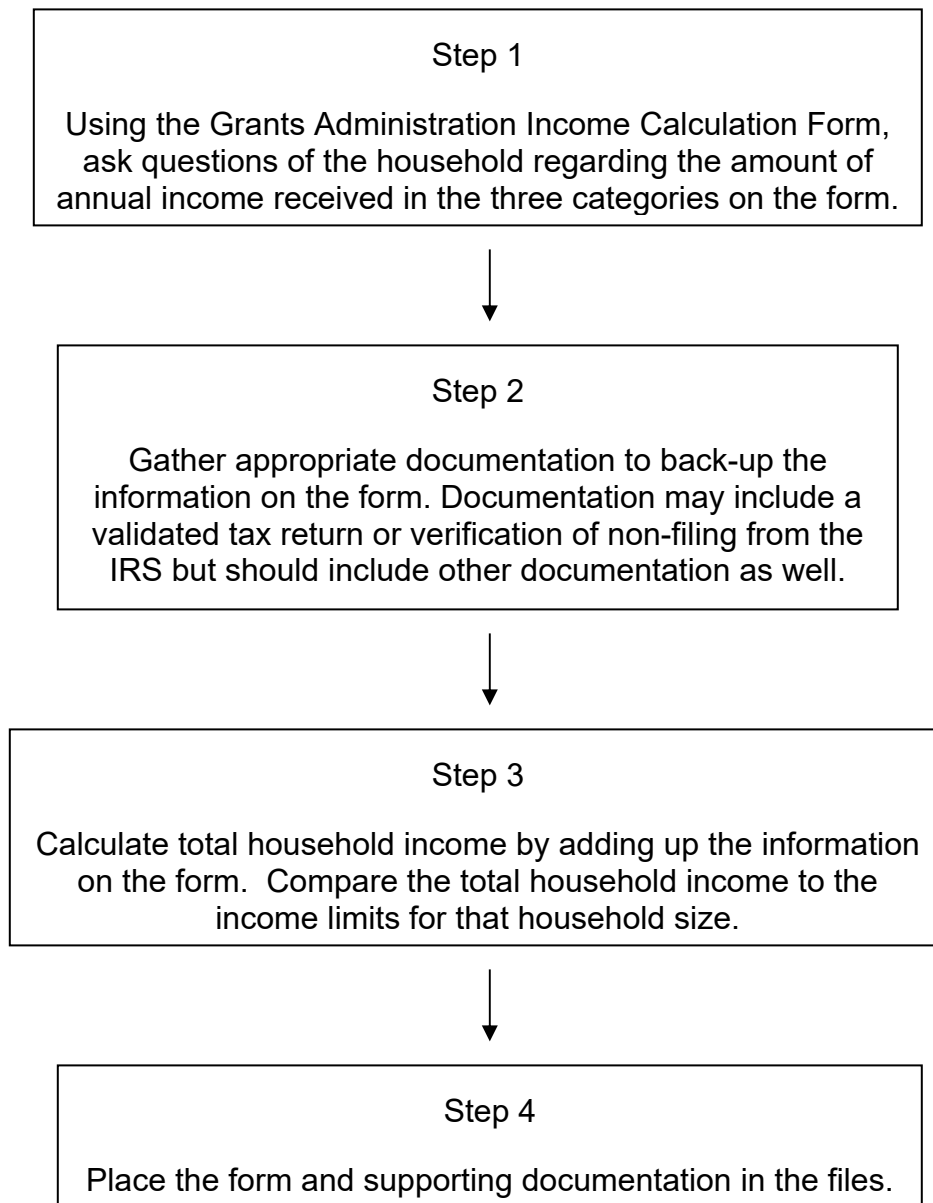 Step 1
Using the Grants Administration Income Calculation Form,
ask questions of the household regarding the amount of
annual income received in the three categories on the form.
Step 2
Gather appropriate documentation to back-up the
information on the form. Documentation may include a
validated tax return or verification of non-filing from the
IRS but should include other documentation as well.
Step 3
Calculate total household income by adding up the information
on the form.  Compare the total household income to the
income limits for that household size.
Step 4
Place the form and supporting documentation in the files.